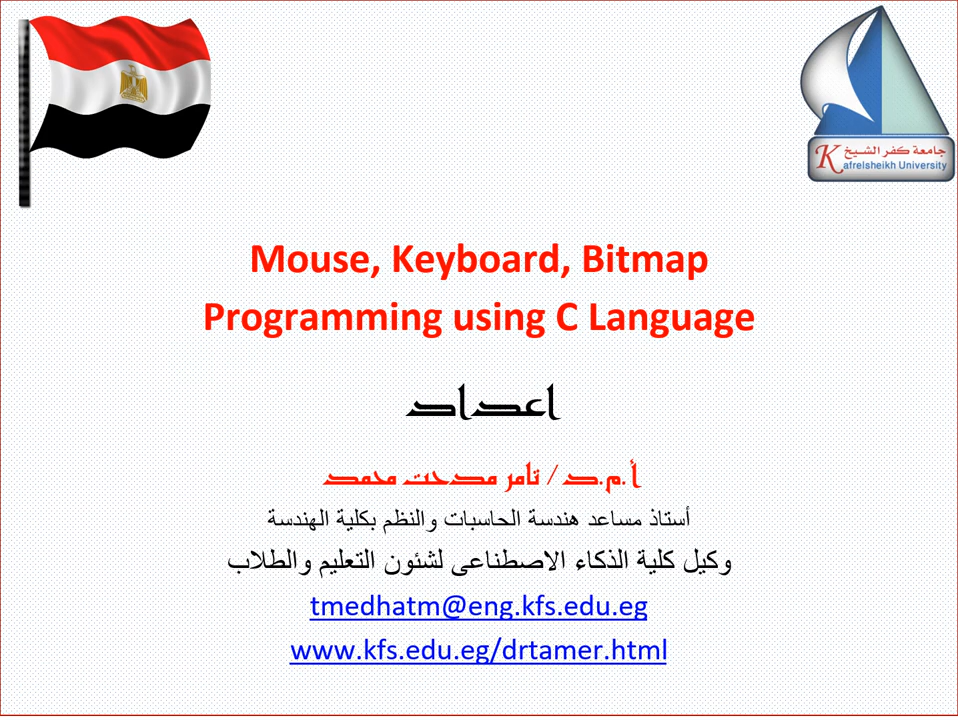 جامعة كفر الشيخ
Kafrelsheikh University
Mouse, Keyboard, Bitmap
Programming using C Language
اعداد
أ.م.د/ تامر مدحت محمد
أستاذ مساعد هندسة الحاسبات والنظم بكلية الهندسة
وكيل كلية الذكاء الاصطناعى لشئون التعليم والطلاب
tmedhatm@eng.kfs.edu.eg
www.kfs.edu.eg/drtamer.html